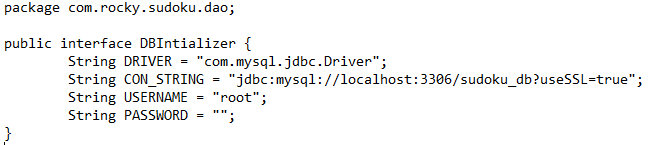 package com.rocky.sudoku.dao;
public interface DBIntializer {
String DRIVER = "com.mysql.jdbc.Driver";
String CON_STRING = "jdbc:mysql://localhost:3306/sudoku_db?useSSL=true";
String USERNAME = "root";
String PASSWORD = "";
}